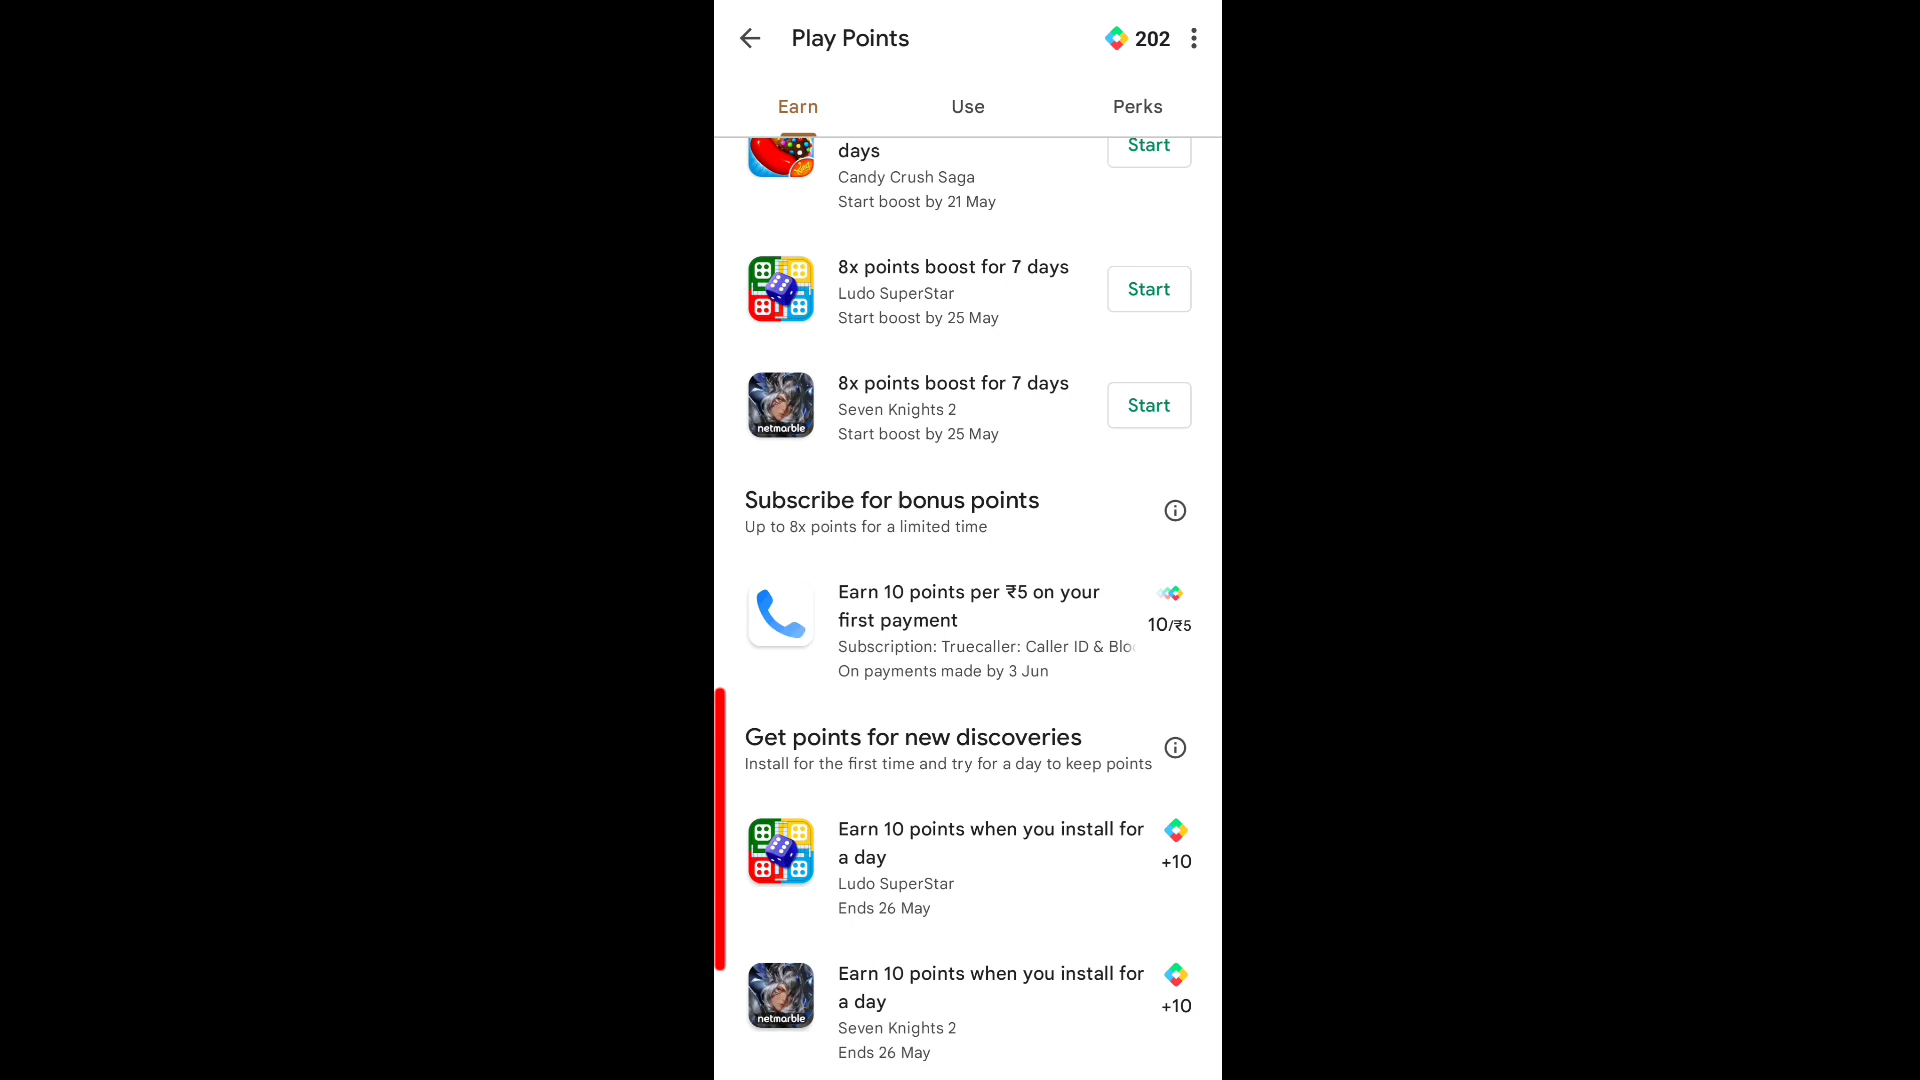 Play Points
202
Earn
Use
Perks
days
Start
Candy Crush Saga
Start boost by 21 May
8x points boost for 7 days
Ludo SuperStar
Start boost by 25 May
Start
8x points boost for 7 days
Seven Knights 2
Start boost by 25 May
Start
netmarble
Subscribe for bonus points
Up to 8x points for a limited time
Earn 10 points per ₹5 on your
first payment
10/₹5
Subscription: Truecaller: Caller ID & Blo
On payments made by 3 Jun
Get points for new discoveries
Install for the first time and try for a day to keep points
Earn 10 points when you install for
a day
+10
Ludo SuperStar
Ends 26 May
Earn 10 points when you install for
a day
+10
netmarble
Seven Knights 2
Ends 26 May